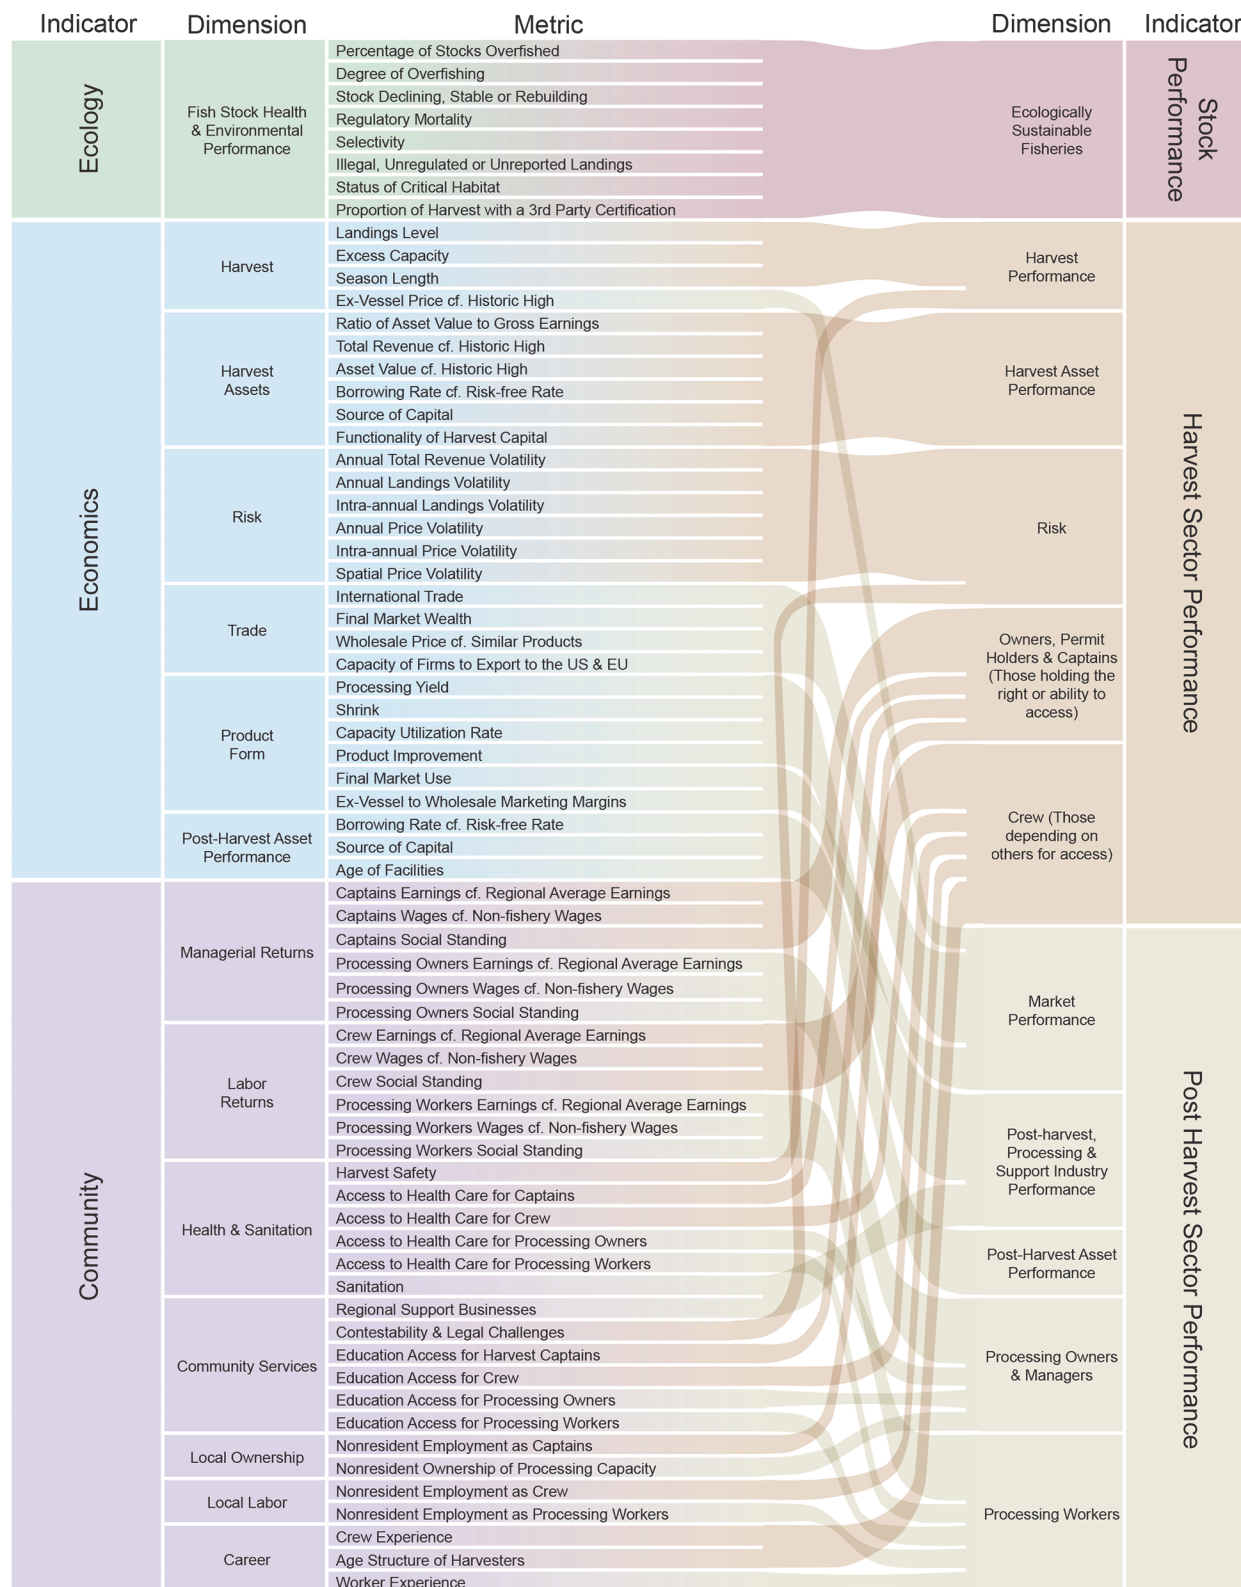 Indicator
Dimension
Metric
Dimension
Indicator
Ecology
Fish Stock Health
& Environmental
Performance
Percentage of Stocks Overfished
Degree of Overfishing
Stock Declining, Stable or Rebuilding
Regulatory Mortality
Selectivity
Illegal, Unregulated or Unreported Landings
Status of Critical Habitat
Proportion of Harvest with a 3rd Party Certification
Ecologically
Sustainable
Fisheries
Stock
Performance
Economics
Harvest
Landings Level
Excess Capacity
Season Length
Ex-Vessel Price cf. Historic High
Harvest
Performance
Harvest
Assets
Ratio of Asset Value to Gross Earnings
Total Revenue cf. Historic High
Asset Value cf. Historic High
Borrowing Rate cf. Risk-free Rate
Source of Capital
Functionality of Harvest Capital
Harvest Asset
Performance
Risk
Annual Total Revenue Volatility
Annual Landings Volatility
Intra-annual Landings Volatility
Annual Price Volatility
Intra-annual Price Volatility
Spatial Price Volatility
Risk
Harvest Sector Performance
Trade
International Trade
Final Market Wealth
Wholesale Price cf. Similar Products
Capacity of Firms to Export to the US & EU
Owners, Permit
Holders & Captains
(Those holding the
right or ability to
access)
Product
Form
Processing Yield
Shrink
Capacity Utilization Rate
Product Improvement
Final Market Use
Ex-Vessel to Wholesale Marketing Margins
Crew (Those
depending on
others for access)
Post-Harvest Asset
Performance
Borrowing Rate cf. Risk-free Rate
Source of Capital
Age of Facilities
Community
Managerial Returns
Captains Earnings cf. Regional Average Earnings
Captains Wages cf. Non-fishery Wages
Captains Social Standing
Processing Owners Earnings cf. Regional Average Earnings
Processing Owners Wages cf. Non-fishery Wages
Processing Owners Social Standing
Market
Performance
Labor
Returns
Crew Earnings cf. Regional Average Earnings
Crew Wages cf. Non-fishery Wages
Crew Social Standing
Processing Workers Earnings cf. Regional Average Earnings
Processing Workers Wages cf. Non-fishery Wages
Processing Workers Social Standing
Post-harvest,
Processing &
Support Industry
Performance
Post Harvest Sector Performance
Health & Sanitation
Harvest Safety
Access to Health Care for Captains
Access to Health Care for Crew
Access to Health Care for Processing Owners
Access to Health Care for Processing Workers
Sanitation
Post-Harvest Asset
Performance
Community Services
Regional Support Businesses
Contestability & Legal Challenges
Education Access for Harvest Captains
Education Access for Crew
Education Access for Processing Owners
Education Access for Processing Workers
Processing Owners
& Managers
Local Ownership
Nonresident Employment as Captains
Nonresident Ownership of Processing Capacity
Local Labor
Nonresident Employment as Crew
Nonresident Employment as Processing Workers
Processing Workers
Career
Crew Experience
Age Structure of Harvesters
Worker Experience